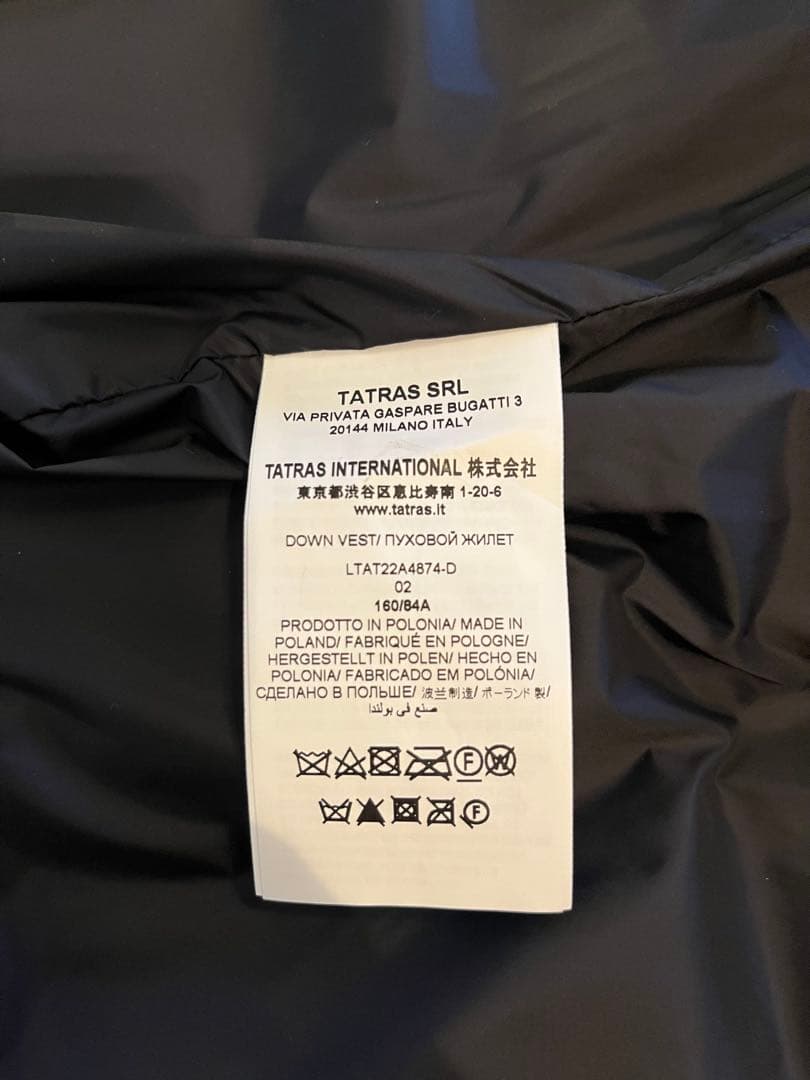 TATRAS SRL
VIA PRIVATA GASPARE BUGATTI 3
20144 MILANO ITALY
TATRAS INTERNATIONAL 株式会社
東京都渋谷区恵比寿南 1-20-6
www.tatras.it
DOWN VEST/ ПУХОВОЙ ЖИЛЕТ
LTAT22A4874-D
02
160/84A
PRODOTTO IN POLONIA/ MADE IN
POLAND/ FABRIQUÉ EN POLOGNE/
HERGESTELLT IN POLEN/ HECHO EN
POLONIA/ FABRICADO EM POLÓNIA/
СДЕЛАНО В ПОЛЬШЕ/ 波兰制造/ ポーランド 製/
صنع في بولندا
F W
F